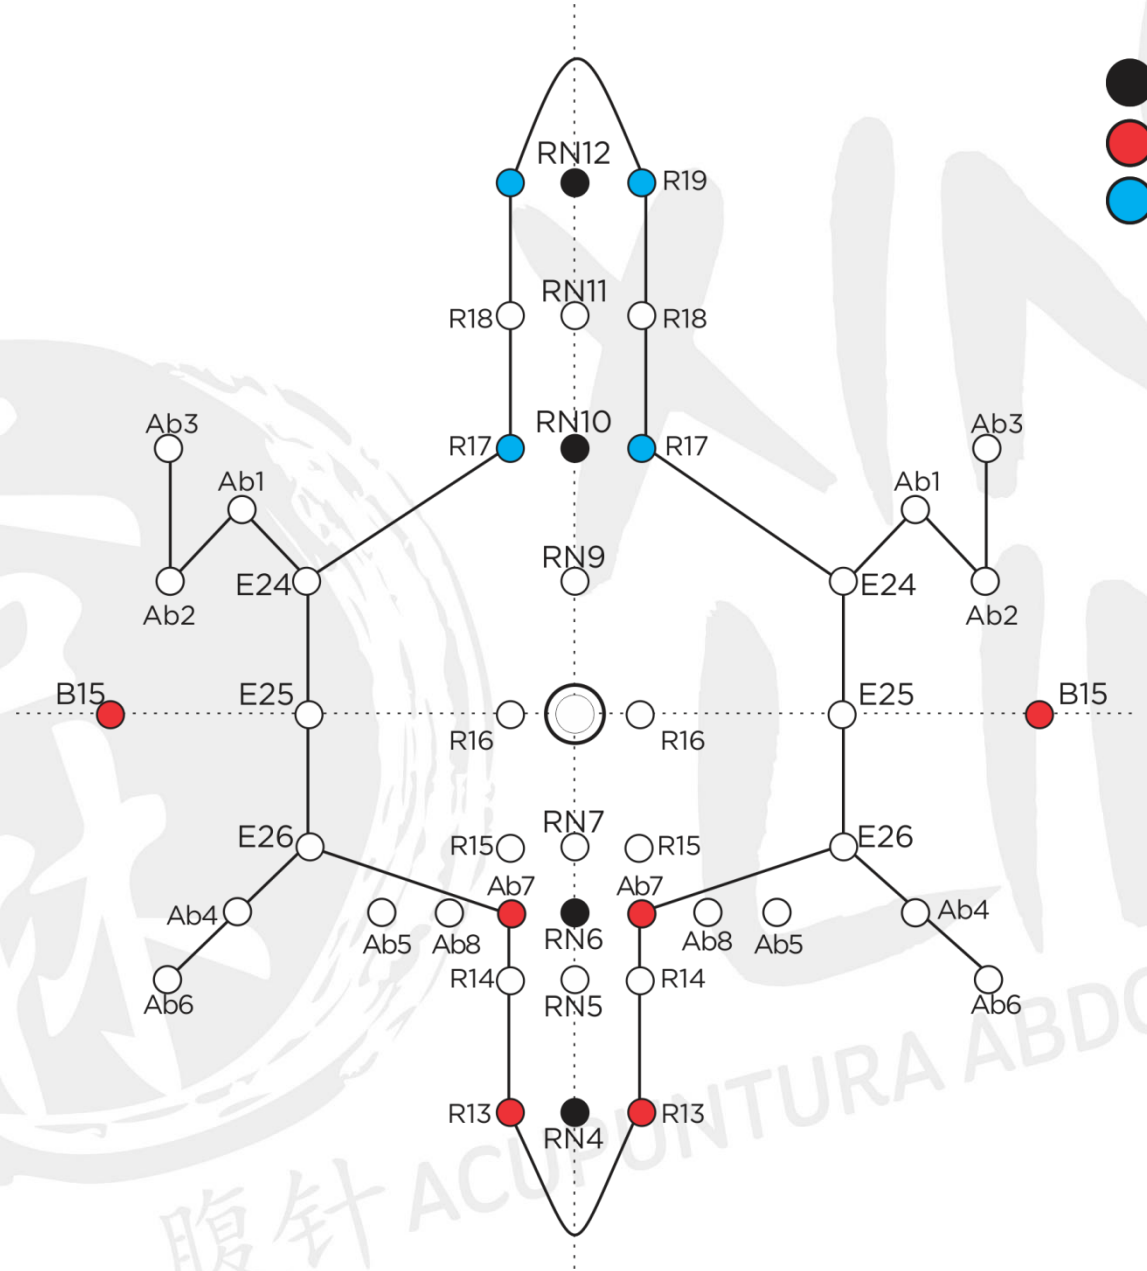 RN12
R19
RN11
R18
R18
RN10
R17
R17
Ab3
Ab3
Ab1
Ab1
RN9
E24
E24
Ab2
Ab2
B15
E25
E25
B15
R16
R16
RN7
E26
R15
R15
E26
Ab7
Ab7
Ab4
Ab4
RN6
Ab5
Ab8
Ab8
Ab5
R14
R14
Ab6
RN5
Ab6
R13
R13
RN4
腹针 ACUPUNTURA ABDO